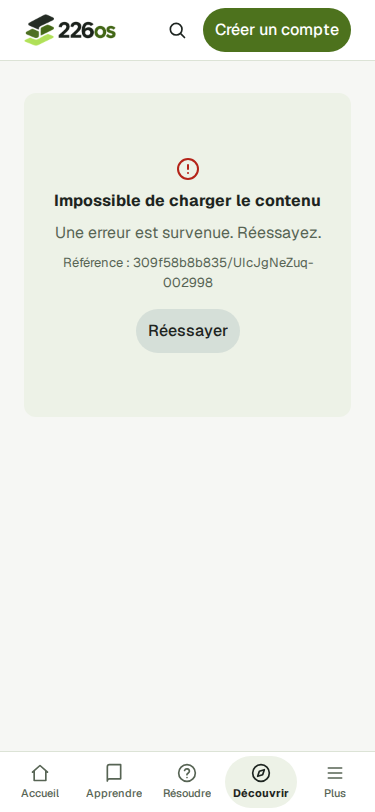 226os
Créer un compte
Impossible de charger le contenu
Une erreur est survenue. Réessayez.
Référence : 309f58b8b835/UIcJgNeZuq-
002998
Réessayer
Accueil
Apprendre
Résoudre
Découvrir
Plus